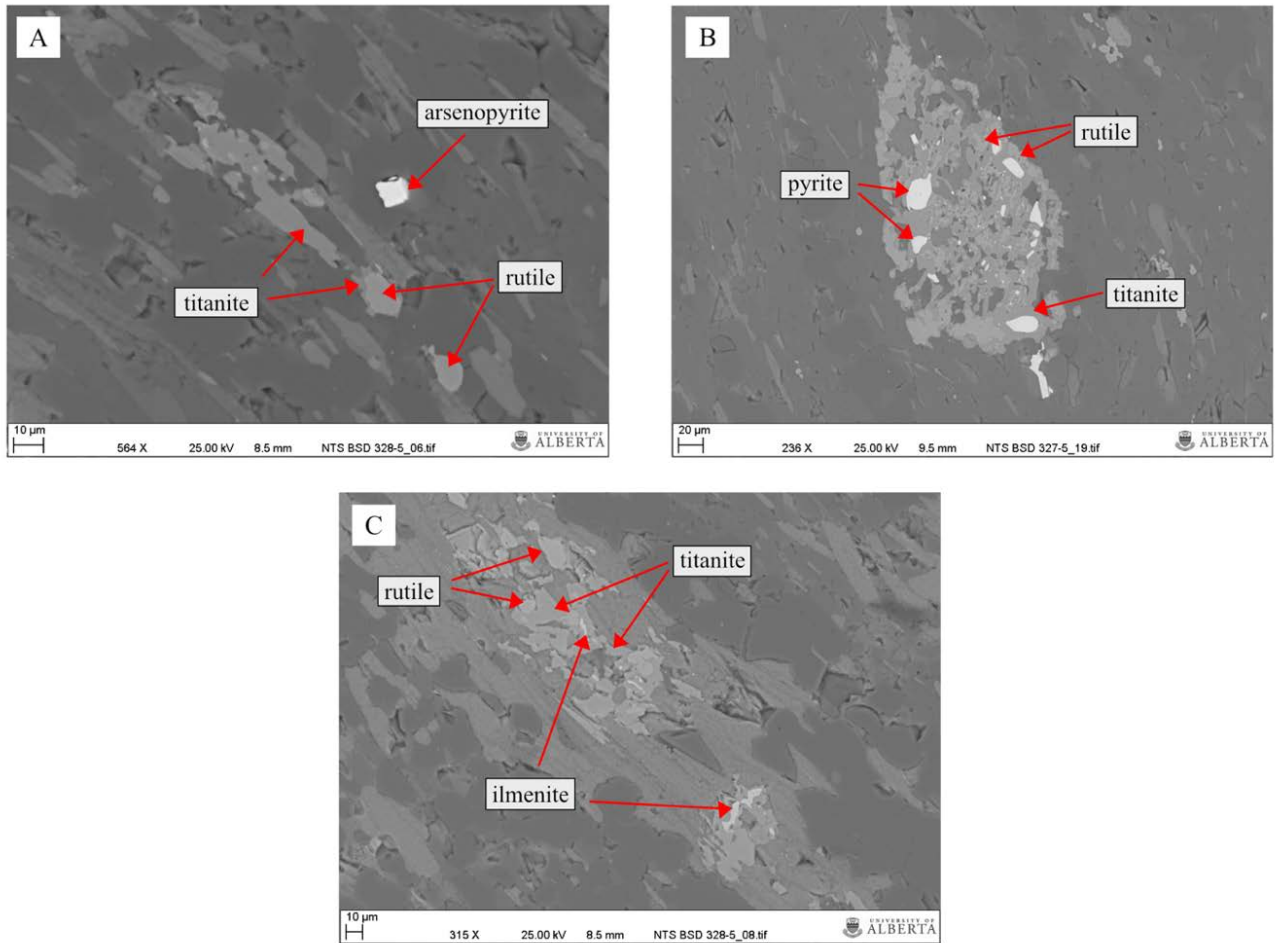 A
arsenopyrite
titanite
rutile
10 µm
564 X 25.00 kV 8.5 mm NTS BSD 328-5_06.tif
UNIVERSITY OF
ALBERTA
B
rutile
pyrite
titanite
20 µm
236 X 25.00 kV 9.5 mm NTS BSD 327-5_19.tif
UNIVERSITY OF
ALBERTA
C
titanite
rutile
ilmenite
10 µm
315 X 25.00 kV 8.5 mm NTS BSD 328-5_08.tif
UNIVERSITY OF
ALBERTA